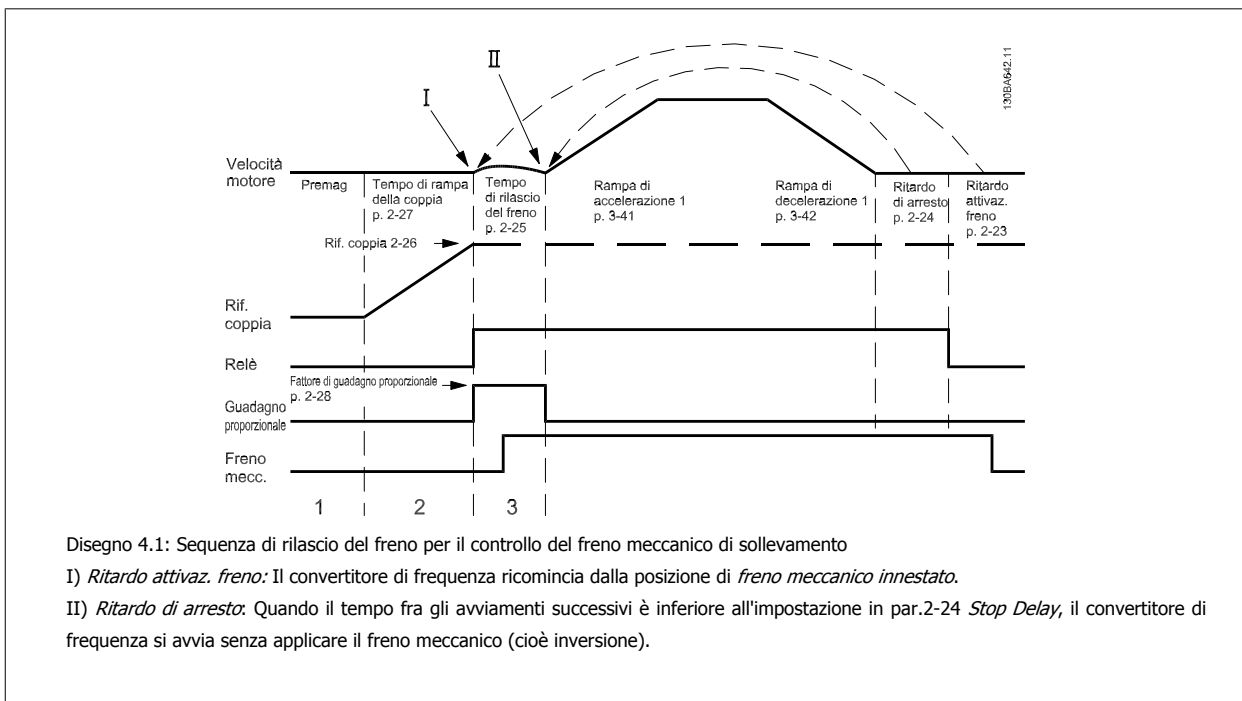 130BA642.11
II
I
Velocità
motore
Premag
Tempo di rampa
della coppia
p. 2-27
Tempo
di rilascio
del freno
p. 2-25
Rampa di
accelerazione 1
p. 3-41
Rampa di
decelerazione 1
p. 3-42
Ritardo
di arresto
p. 2-24
Ritardo
attivaz.
freno
p. 2-23
Rif. coppia 2-26
Rif.
coppia
Relè
Fattore di guadagno proporzionale
p. 2-28
Guadagno
proporzionale
Freno
mecc.
1 2 3
Disegno 4.1: Sequenza di rilascio del freno per il controllo del freno meccanico di sollevamento
I) Ritardo attivaz. freno: Il convertitore di frequenza ricomincia dalla posizione di freno meccanico innestato.
II) Ritardo di arresto: Quando il tempo fra gli avviamenti successivi è inferiore all'impostazione in par.2-24 Stop Delay, il convertitore di
frequenza si avvia senza applicare il freno meccanico (cioè inversione).